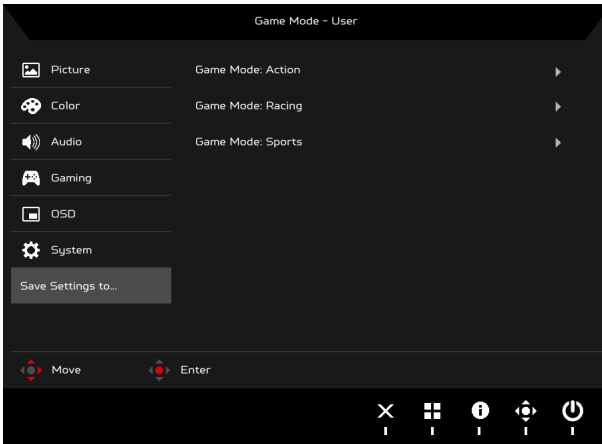 Game Mode - User
Picture
Color
Audio
Gaming
OSD
System
Save Settings to...
Game Mode: Action
Game Mode: Racing
Game Mode: Sports
Move
Enter